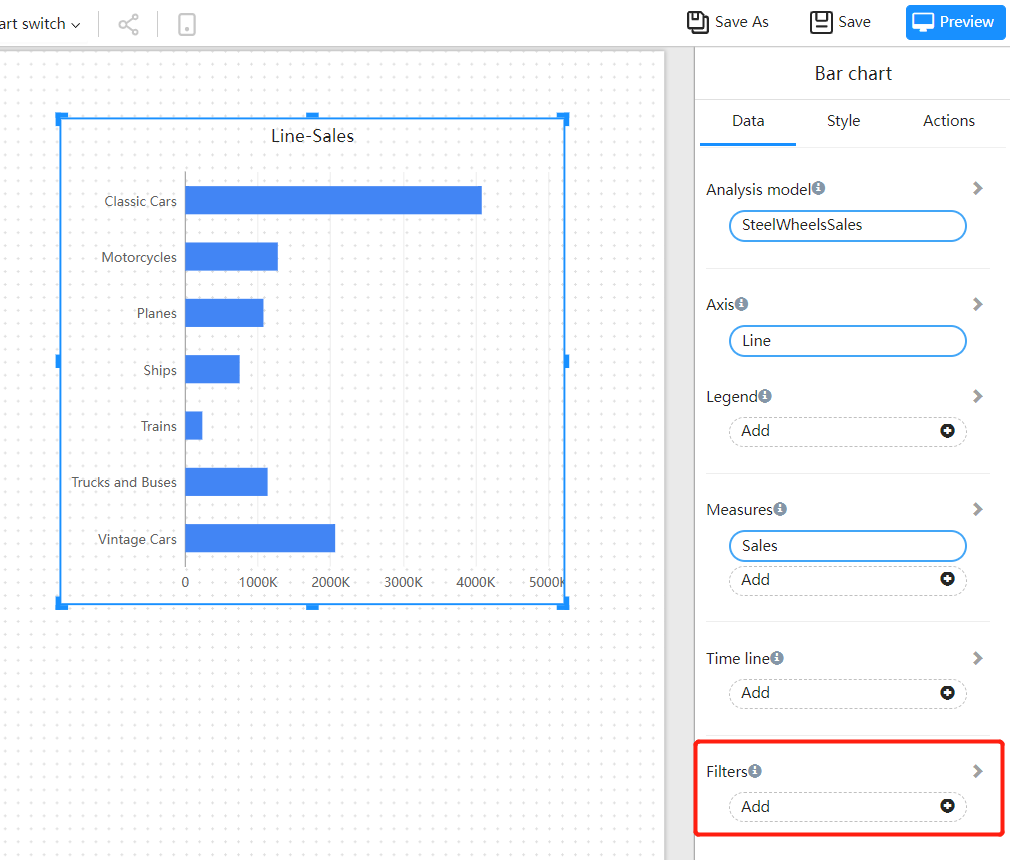 art switch
Save As
Save
Preview
Line-Sales
Classic Cars
Motorcycles
Planes
Ships
Trains
Trucks and Buses
Vintage Cars
0 1000K 2000K 3000K 4000K 5000K
Bar chart
Data Style Actions
Analysis model
SteelWheelsSales
Axis
Line
Legend
Add
Measures
Sales
Add
Time line
Add
Filters
Add